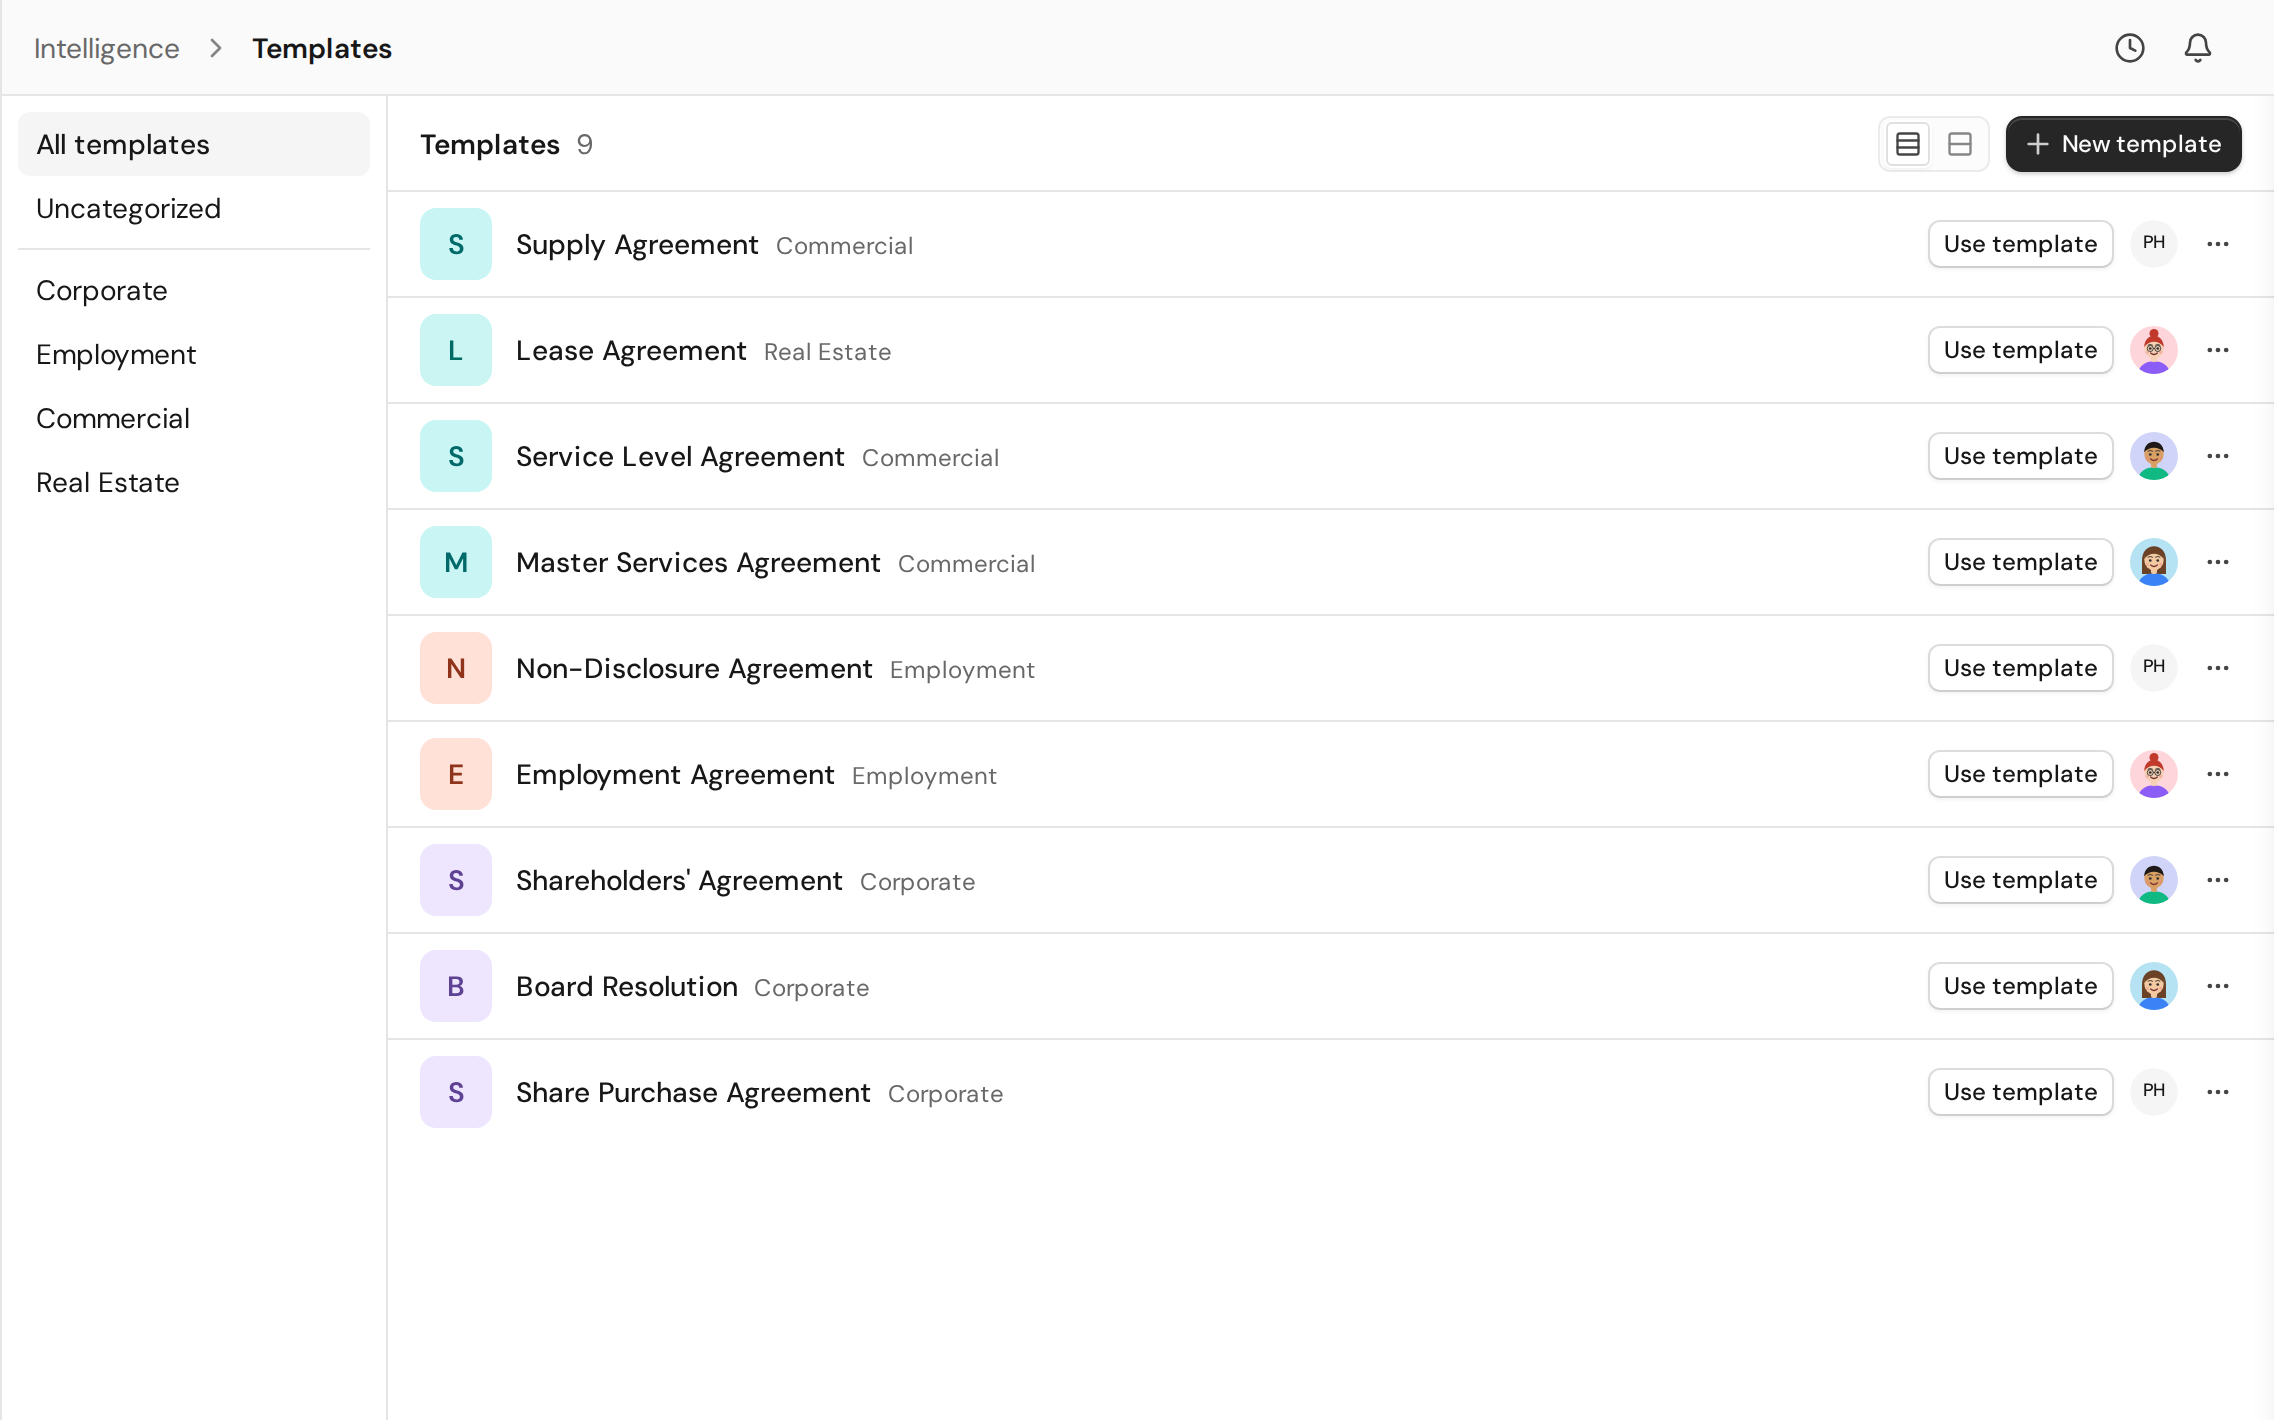 Intelligence > Templates
All templates
Uncategorized
Corporate
Employment
Commercial
Real Estate
Templates 9
New template
S Supply Agreement Commercial Use template PH
L Lease Agreement Real Estate Use template
S Service Level Agreement Commercial Use template
M Master Services Agreement Commercial Use template
N Non-Disclosure Agreement Employment Use template PH
E Employment Agreement Employment Use template
S Shareholders' Agreement Corporate Use template
B Board Resolution Corporate Use template
S Share Purchase Agreement Corporate Use template PH